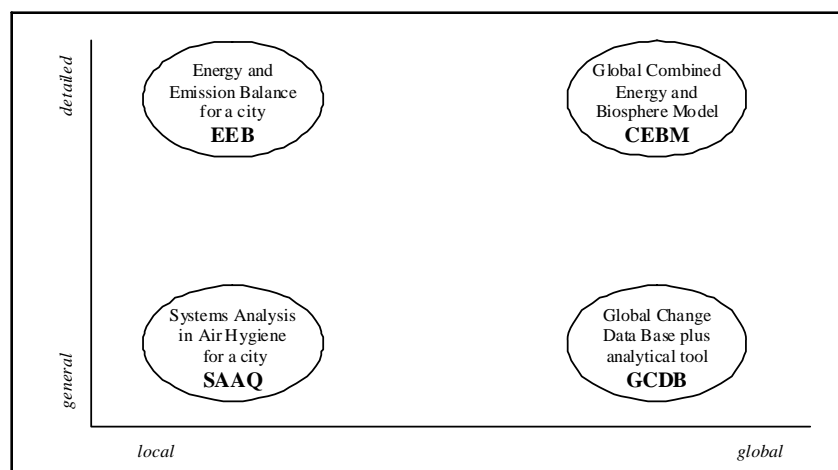 detailed
Energy and
Emission Balance
for a city
EEB
Global Combined
Energy and
Biosphere Model
CEBM
general
Systems Analysis
in Air Hygiene
for a city
SAAQ
Global Change
Data Base plus
analytical tool
GCDB
local
global